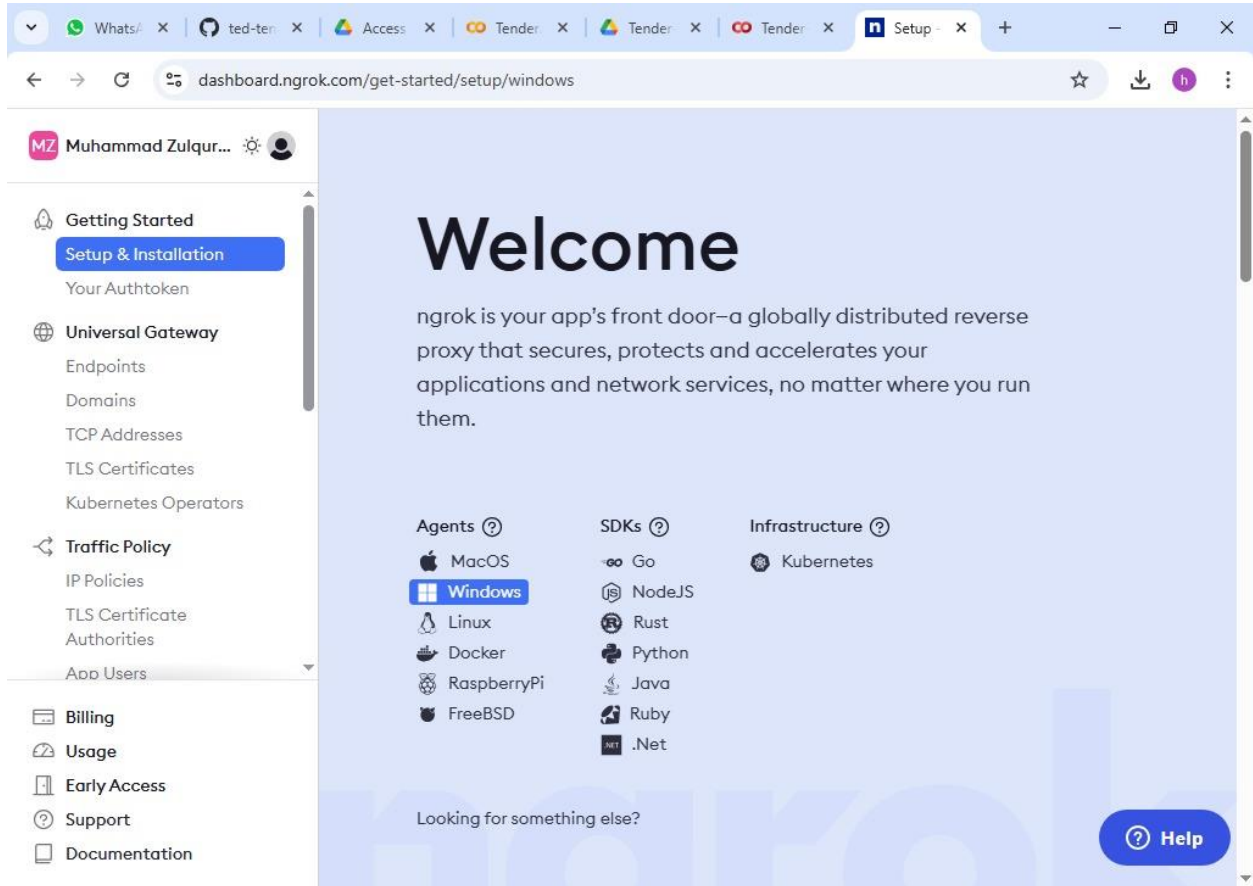 WhatsA
ted-ten
Access
Tender
Tender
Tender
Setup -
dashboard.ngrok.com/get-started/setup/windows
h
MZ Muhammad Zulqur...
Getting Started
Setup & Installation
Your Authtoken
Universal Gateway
Endpoints
Domains
TCP Addresses
TLS Certificates
Kubernetes Operators
Traffic Policy
IP Policies
TLS Certificate
Authorities
App Users
Billing
Usage
Early Access
Support
Documentation
Welcome
ngrok is your app's front door—a globally distributed reverse
proxy that secures, protects and accelerates your
applications and network services, no matter where you run
them.
Agents
MacOS
Windows
Linux
Docker
RaspberryPi
FreeBSD
SDKs
Go
NodeJS
Rust
Python
Java
Ruby
.Net
Infrastructure
Kubernetes
Looking for something else?
ngrok
Help